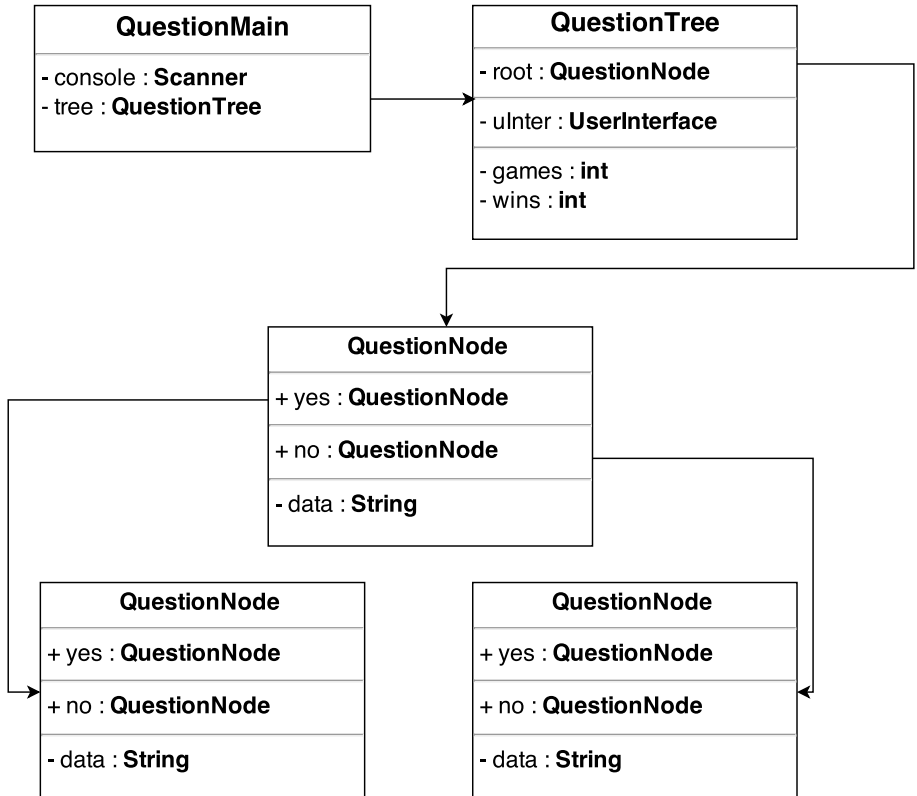 QuestionMain
- console : Scanner
- tree : QuestionTree
QuestionTree
- root : QuestionNode
- uInter : UserInterface
- games : int
- wins : int
QuestionNode
+ yes : QuestionNode
+ no : QuestionNode
- data : String
QuestionNode
+ yes : QuestionNode
+ no : QuestionNode
- data : String
QuestionNode
+ yes : QuestionNode
+ no : QuestionNode
- data : String